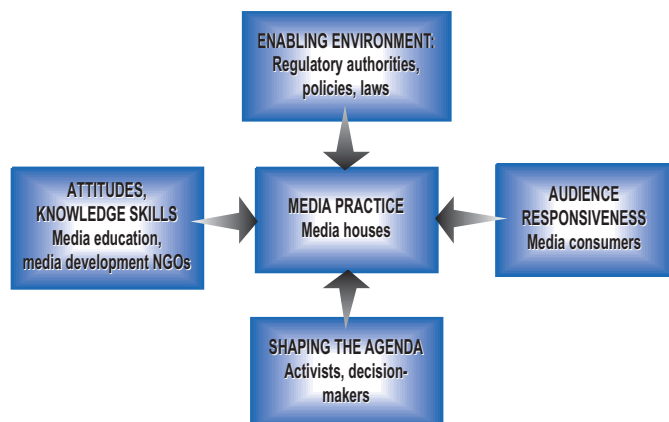 ENABLING ENVIRONMENT:
Regulatory authorities,
policies, laws
ATTITUDES,
KNOWLEDGE SKILLS
Media education,
media development NGOs
MEDIA PRACTICE
Media houses
AUDIENCE
RESPONSIVENESS
Media consumers
SHAPING THE AGENDA
Activists, decision-
makers